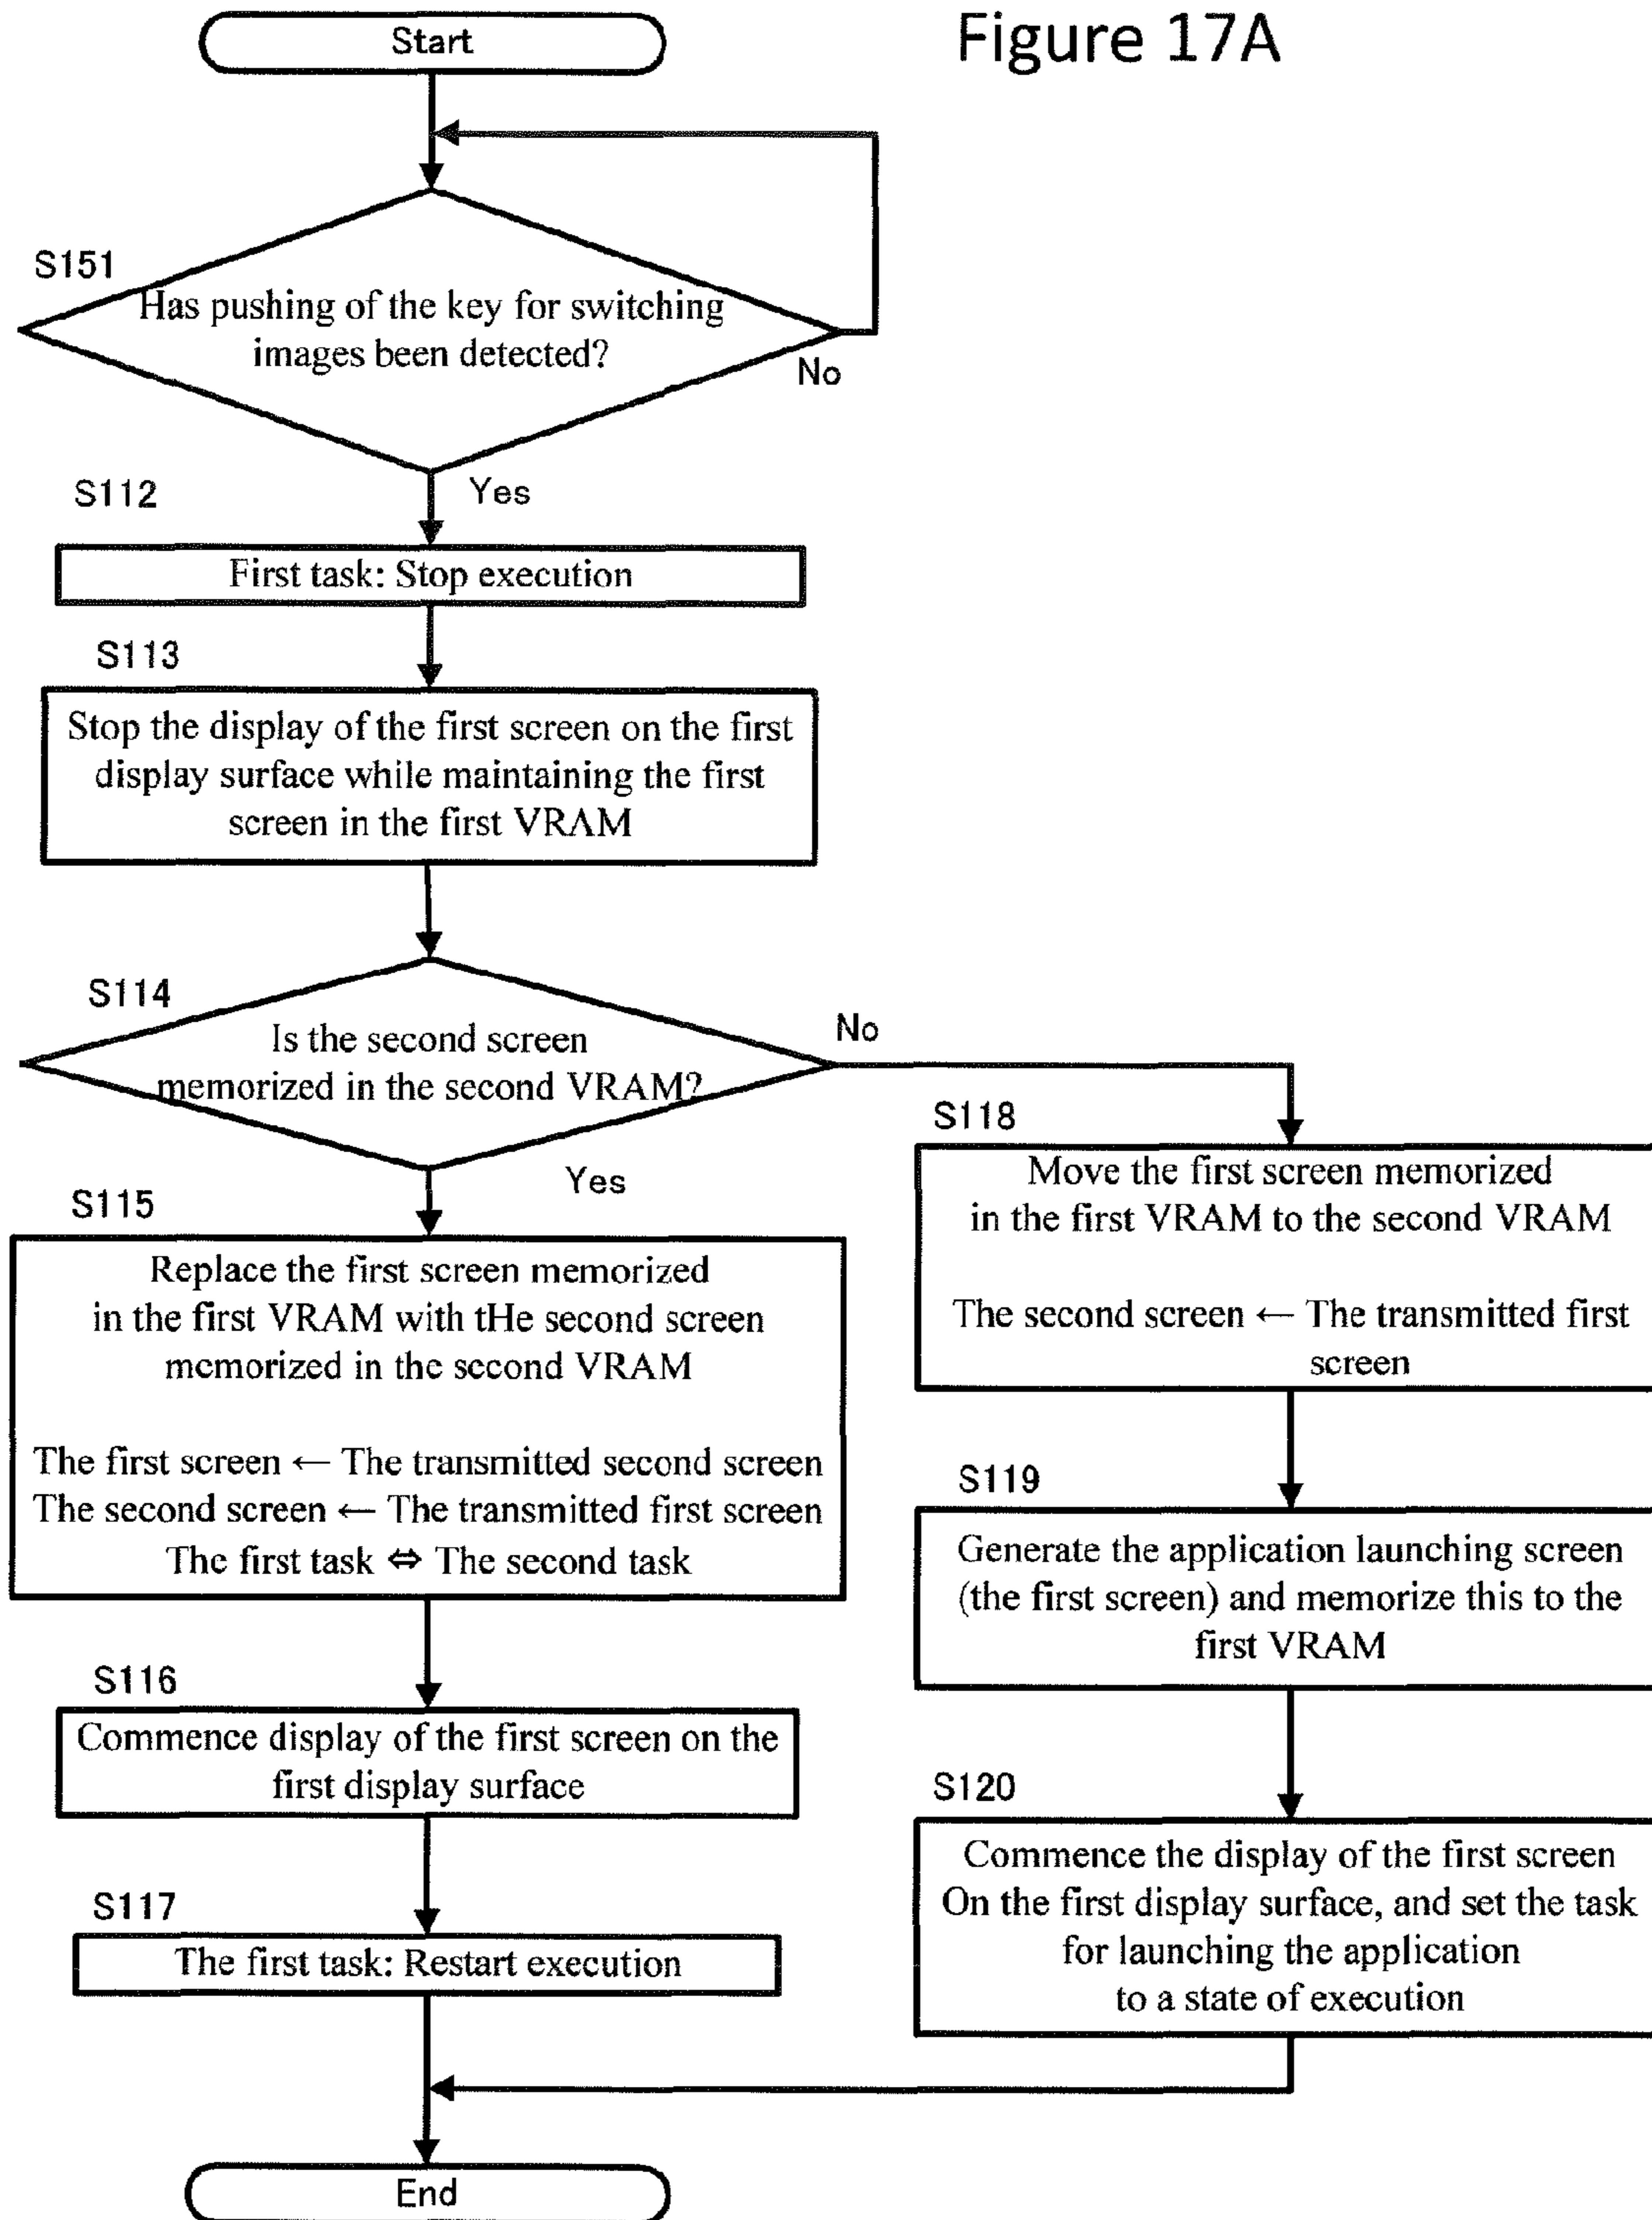 Figure 17A
Start
S151
Has pushing of the key for switching
images been detected?
No
Yes
S112
First task: Stop execution
S113
Stop the display of the first screen on the first
display surface while maintaining the first
screen in the first VRAM
S114
Is the second screen
memorized in the second VRAM?
No
Yes
S115
Replace the first screen memorized
in the first VRAM with tHe second screen
memorized in the second VRAM
The first screen ← The transmitted second screen
The second screen ← The transmitted first screen
The first task ⇔ The second task
S116
Commence display of the first screen on the
first display surface
S117
The first task: Restart execution
S118
Move the first screen memorized
in the first VRAM to the second VRAM
The second screen ← The transmitted first
screen
S119
Generate the application launching screen
(the first screen) and memorize this to the
first VRAM
S120
Commence the display of the first screen
On the first display surface, and set the task
for launching the application
to a state of execution
End